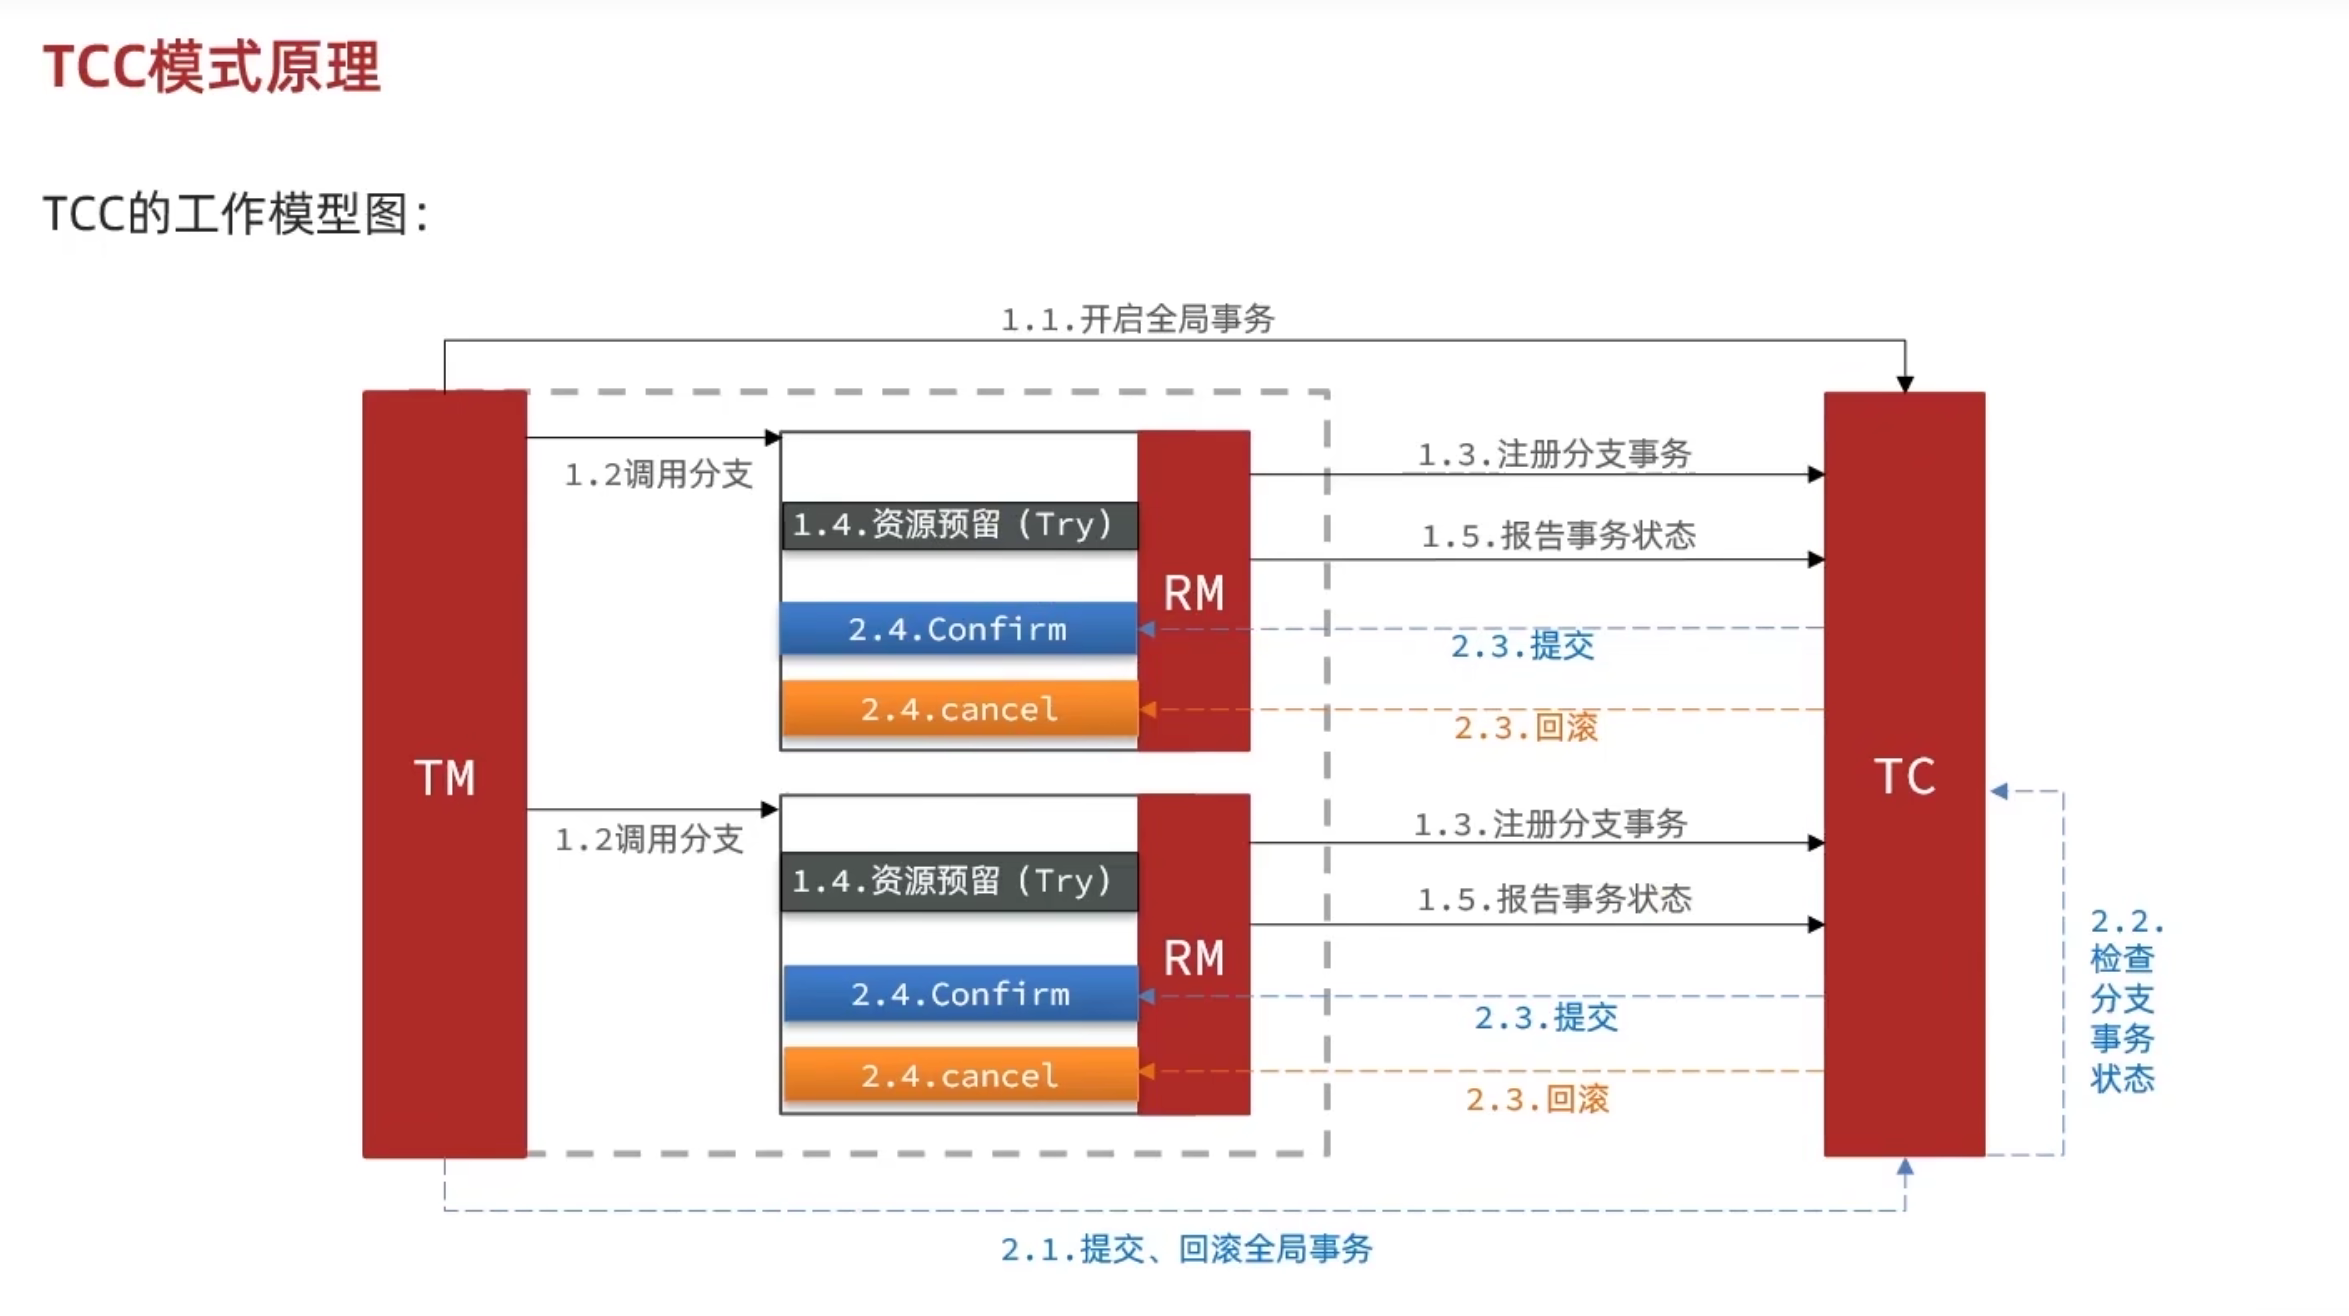 TCC模式原理
TCC的工作模型图：
1.1.开启全局事务
1.2调用分支
1.3.注册分支事务
1.4.资源预留（Try）
1.5.报告事务状态
RM
2.4.Confirm
2.3.提交
2.4.cancel
2.3.回滚
TM
TC
1.2调用分支
1.3.注册分支事务
1.4.资源预留（Try）
1.5.报告事务状态
RM
2.4.Confirm
2.3.提交
2.4.cancel
2.3.回滚
2.2.
检查
分支
事务
状态
2.1.提交、回滚全局事务